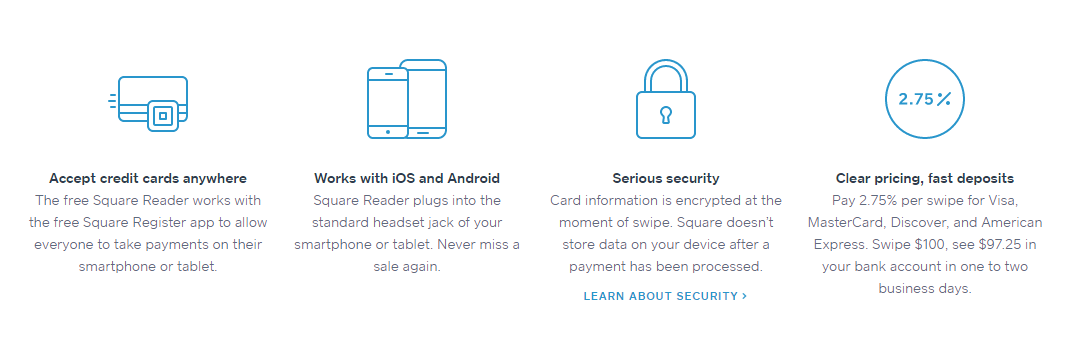 2.75%
Accept credit cards anywhere
The free Square Reader works with
the free Square Register app to allow
everyone to take payments on their
smartphone or tablet.
Works with iOS and Android
Square Reader plugs into the
standard headset jack of your
smartphone or tablet. Never miss a
sale again.
Serious security
Card information is encrypted at the
moment of swipe. Square doesn't
store data on your device after a
payment has been processed.
LEARN ABOUT SECURITY ›
Clear pricing, fast deposits
Pay 2.75% per swipe for Visa,
MasterCard, Discover, and American
Express. Swipe $100, see $97.25 in
your bank account in one to two
business days.